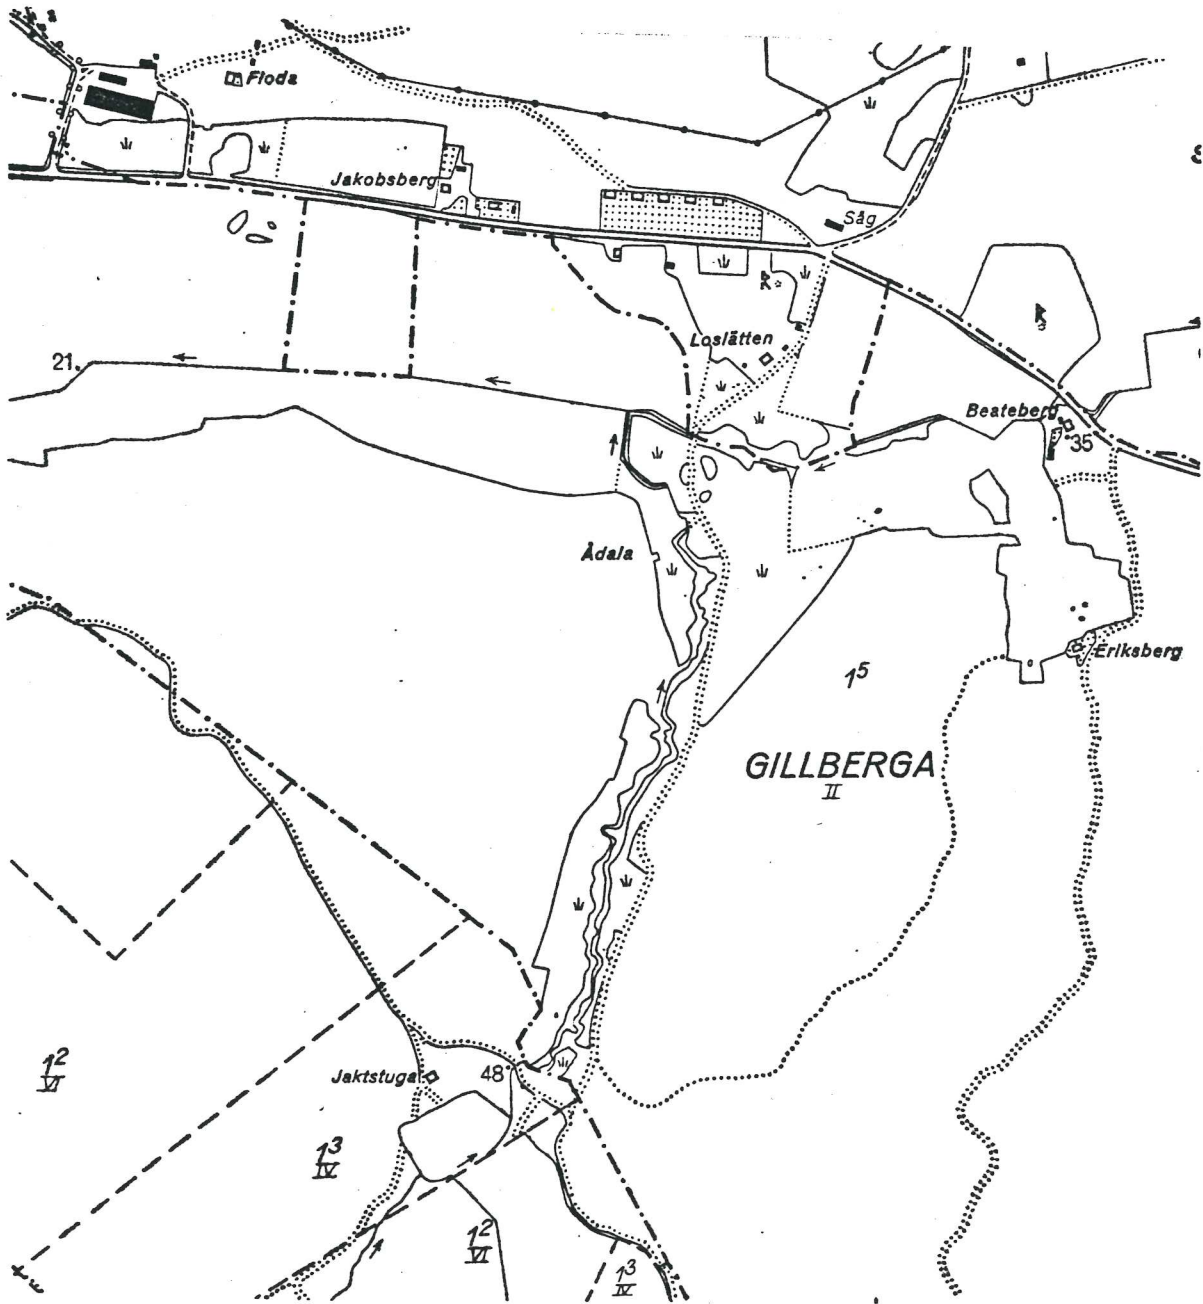 Floda
Jakobsberg
Såg
Loslätten
21.
Beateberg
35
Ådala
Eriksberg
1⁵
GILLBERGA
II
1²
VI
Jaktstuga
48
1³
IV
1²
VI
1³
IV